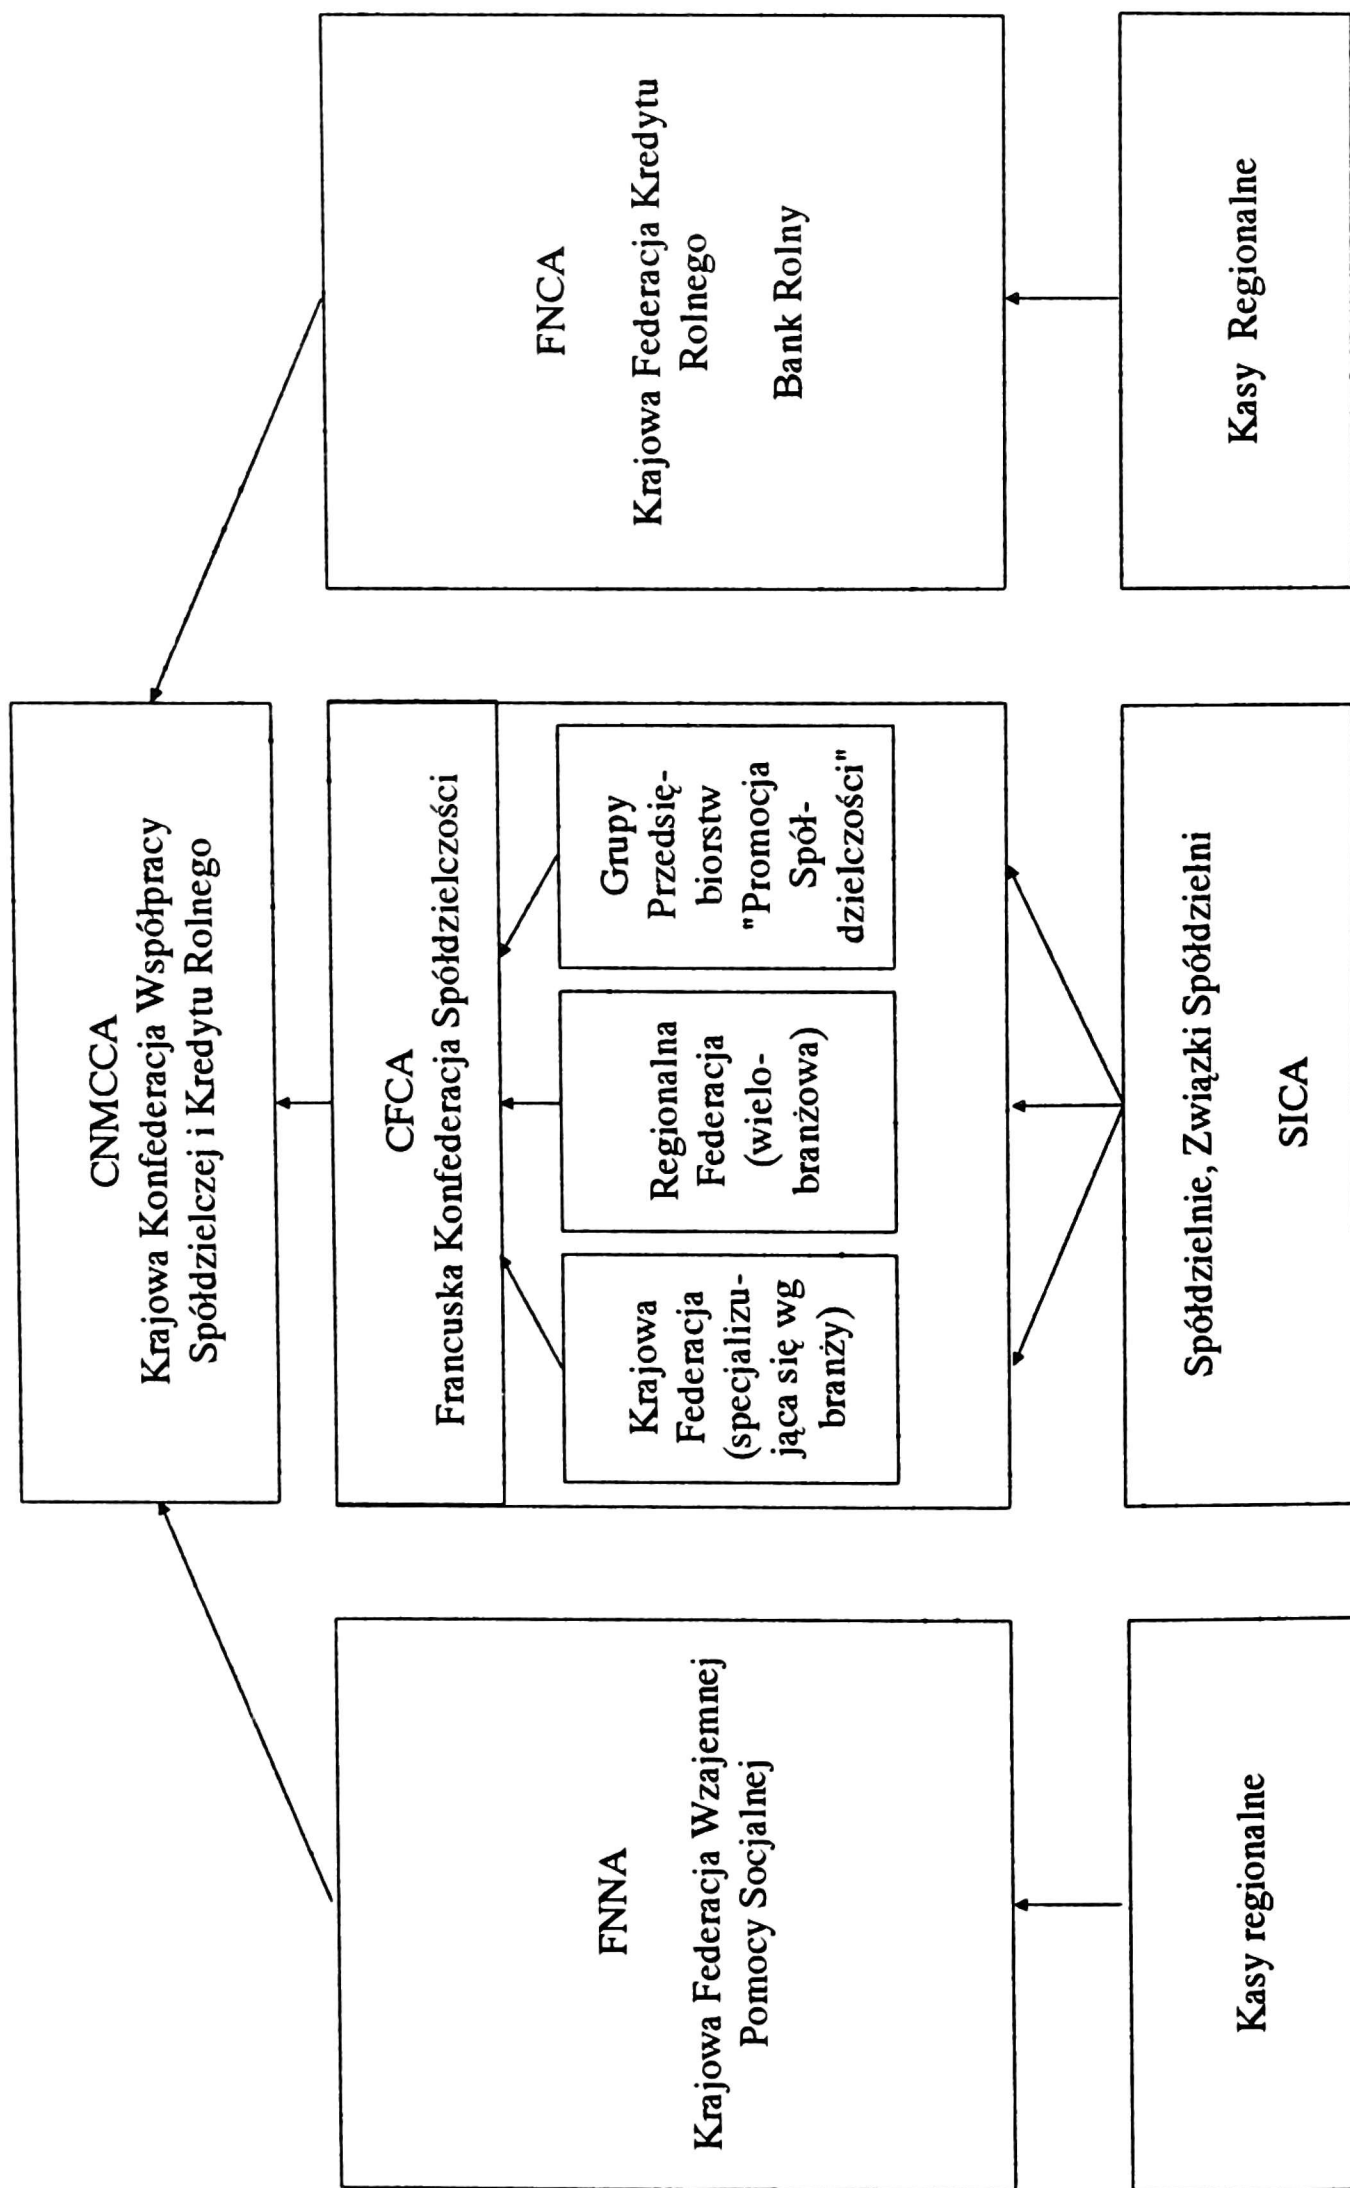 CNMCCA
Krajowa Konfederacja Współpracy
Spółdzielczej i Kredytu Rolnego
FNNA
Krajowa Federacja Wzajemnej
Pomocy Socjalnej
CFCA
Francuska Konfederacja Spółdzielczości
Krajowa
Federacja
(specjalizu-
jąca się wg
branży)
Regionalna
Federacja
(wielo-
branżowa)
Grupy
Przedsię-
biorstw
"Promocja
Spół-
dzielczości"
FNCA
Krajowa Federacja Kredytu
Rolnego
Bank Rolny
Kasy regionalne
Spółdzielnie, Związki Spółdzielni
SICA
Kasy Regionalne